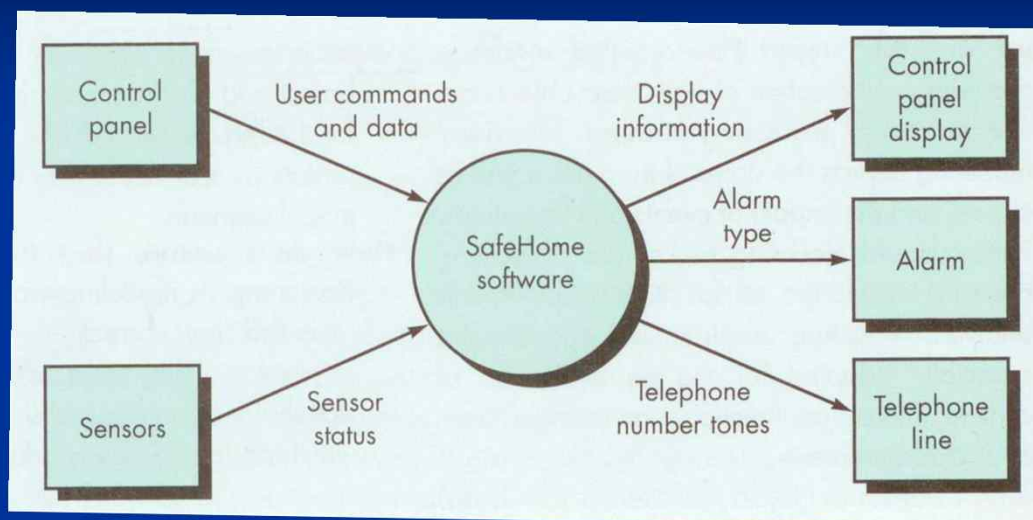 Control
panel
User commands
and data
Display
information
Control
panel
display
SafeHome
software
Alarm
type
Alarm
Sensors
Sensor
status
Telephone
number tones
Telephone
line